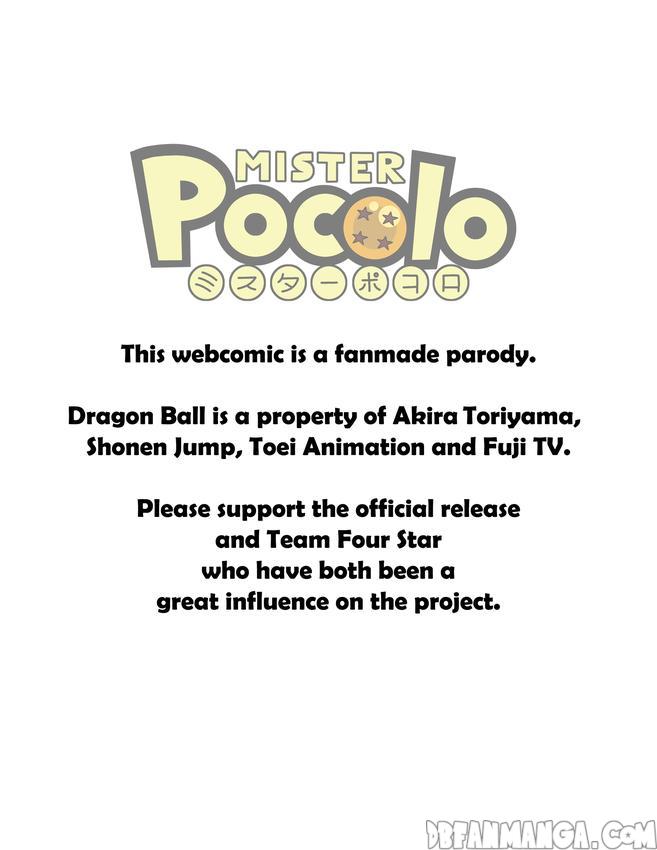 MISTER
Pocolo
ミスターポコロ
This webcomic is a fanmade parody.
Dragon Ball is a property of Akira Toriyama,
Shonen Jump, Toei Animation and Fuji TV.
Please support the official release
and Team Four Star
who have both been a
great influence on the project.
DBFANMANGA.COM